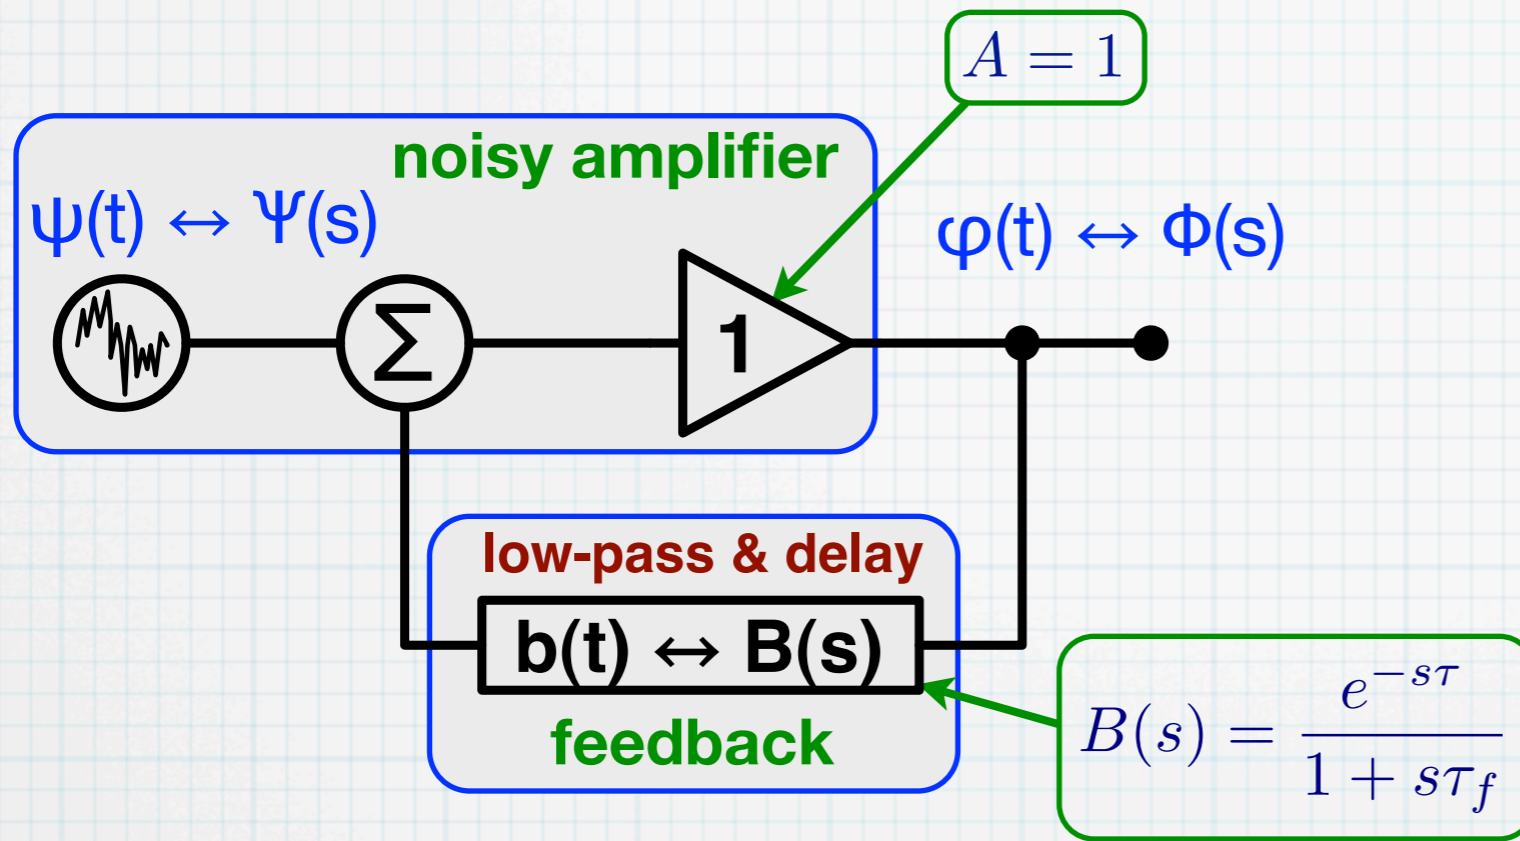 A = 1
noisy amplifier
ψ(t) ↔ Ψ(s)
φ(t) ↔ Φ(s)
Σ
1
low-pass & delay
b(t) ↔ B(s)
feedback
B(s) = e^{-sτ} / (1 + sτ_f)